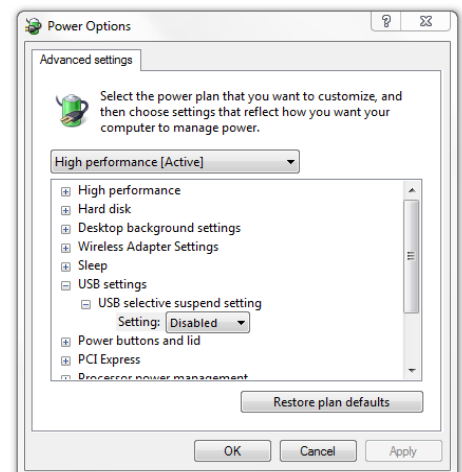 Power Options
Advanced settings
Select the power plan that you want to customize, and
then choose settings that reflect how you want your
computer to manage power.
High performance [Active]
High performance
Hard disk
Desktop background settings
Wireless Adapter Settings
Sleep
USB settings
USB selective suspend setting
Setting: Disabled
Power buttons and lid
PCI Express
Processor power management
Restore plan defaults
OK Cancel Apply